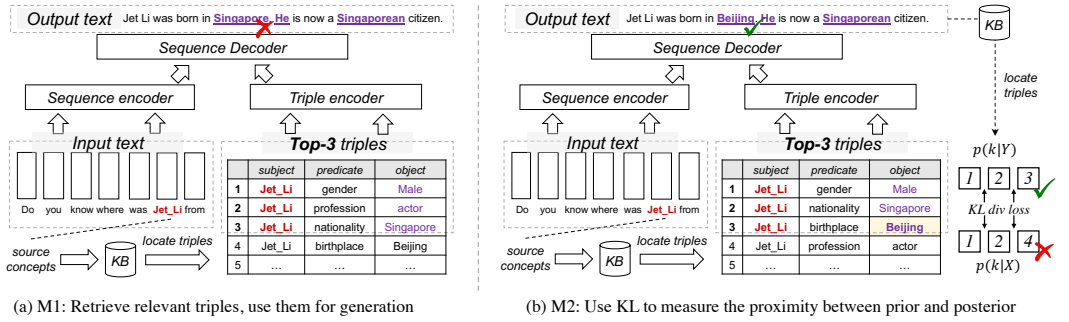 Output text Jet Li was born in Singapore. He is now a Singaporean citizen.
Sequence Decoder
Sequence encoder Triple encoder
Input text Top-3 triples
subject predicate object
1 Jet_Li gender Male
2 Jet_Li profession actor
3 Jet_Li nationality Singapore
4 Jet_Li birthplace Beijing
5 ... ...
Do you know where was Jet_Li from
source concepts KB locate triples
(a) M1: Retrieve relevant triples, use them for generation
Output text Jet Li was born in Beijing. He is now a Singaporean citizen.
Sequence Decoder
Sequence encoder Triple encoder
Input text Top-3 triples
subject predicate object
1 Jet_Li gender Male
2 Jet_Li nationality Singapore
3 Jet_Li birthplace Beijing
4 Jet_Li profession actor
5 ... ...
Do you know where was Jet_Li from
source concepts KB locate triples
KB
locate
triples
p(k|Y)
1 2 3
KL div loss
1 2 4
p(k|X)
(b) M2: Use KL to measure the proximity between prior and posterior